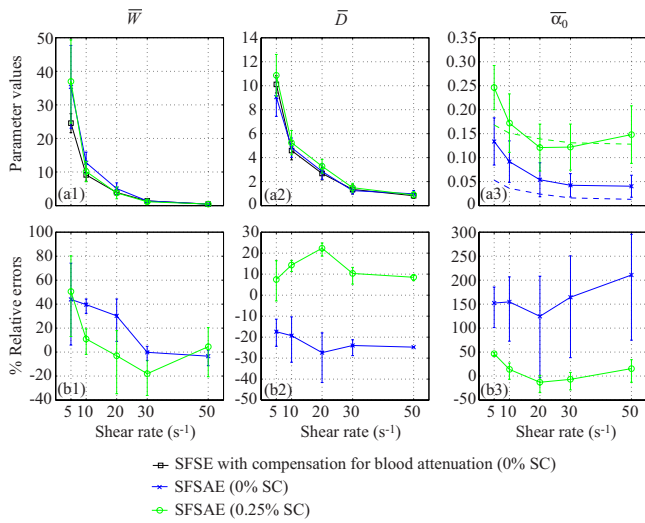 W̅ D̅ α̅₀
Parameter values
50
40
30
20
10
0
(a1)
14
12
10
8
6
4
2
0
(a2)
0.35
0.3
0.25
0.2
0.15
0.1
0.05
0
(a3)
% Relative errors
100
80
60
40
20
0
-20
-40
(b1)
5 10 20 30 50
Shear rate (s⁻¹)
30
20
10
0
-10
-20
-30
-40
-50
(b2)
5 10 20 30 50
Shear rate (s⁻¹)
300
250
200
150
100
50
0
-50
(b3)
5 10 20 30 50
Shear rate (s⁻¹)
SFSE with compensation for blood attenuation (0% SC)
SFSAE (0% SC)
SFSAE (0.25% SC)